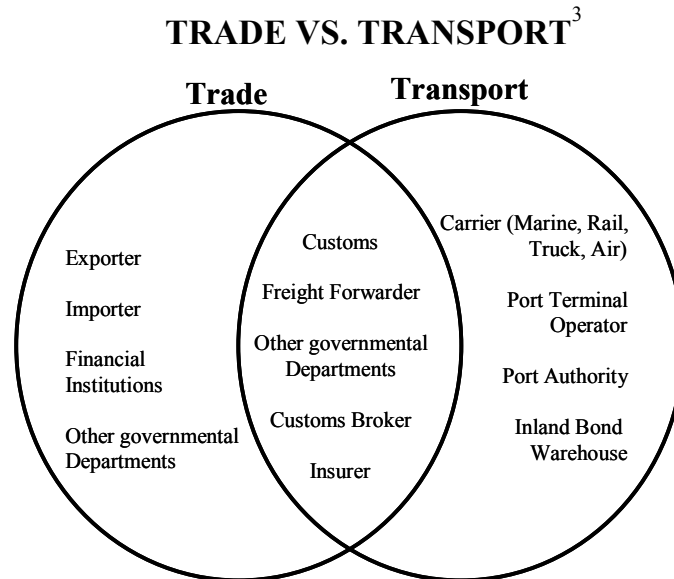 TRADE VS. TRANSPORT3
Trade
Transport
Exporter
Importer
Financial
Institutions
Other governmental
Departments
Customs
Freight Forwarder
Other governmental
Departments
Customs Broker
Insurer
Carrier (Marine, Rail,
Truck, Air)
Port Terminal
Operator
Port Authority
Inland Bond
Warehouse